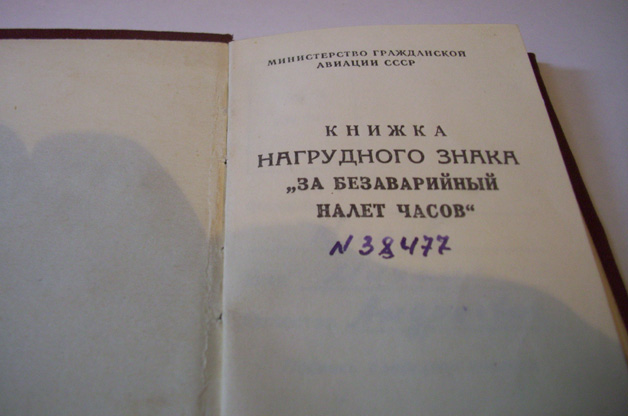 МИНИСТЕРСТВО ГРАЖДАНСКОЙ
АВИАЦИИ СССР
КНИЖКА
НАГРУДНОГО ЗНАКА
„ЗА БЕЗАВАРИЙНЫЙ
НАЛЕТ ЧАСОВ“
N 38477